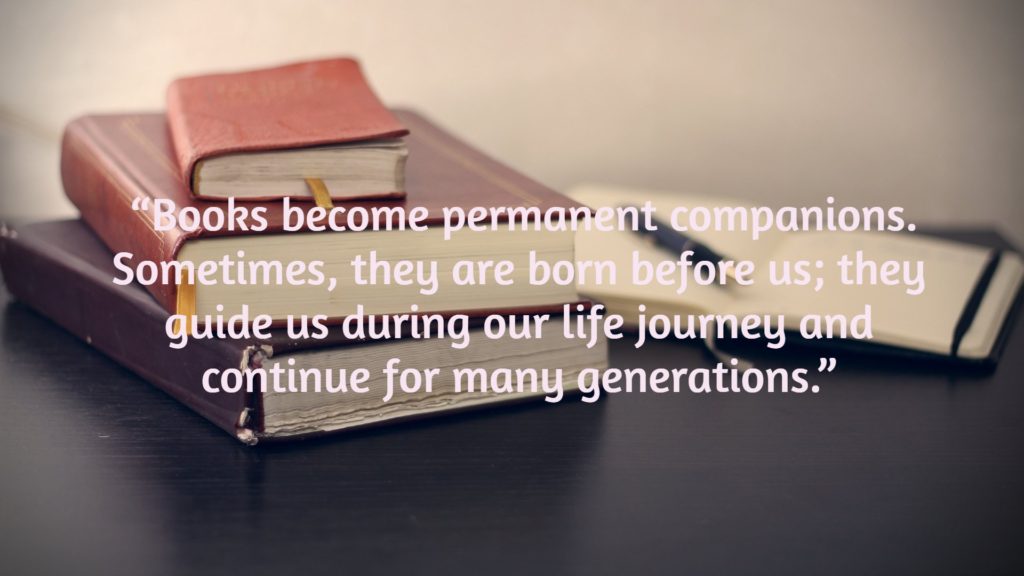 “Books become permanent companions.
Sometimes, they are born before us; they
guide us during our life journey and
continue for many generations.”